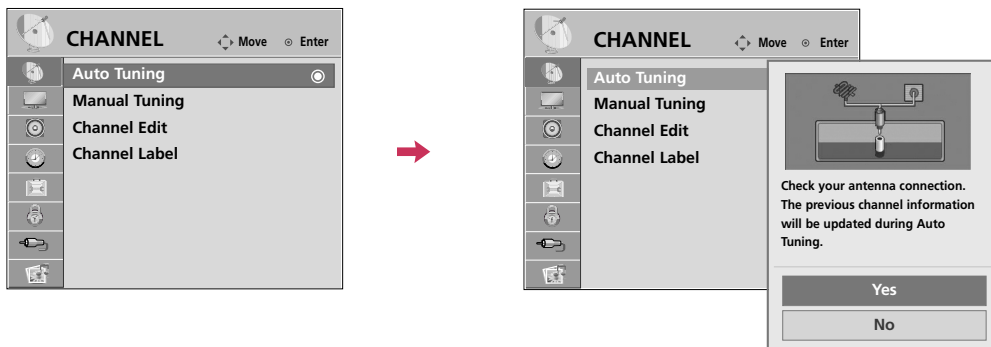 CHANNEL Move Enter
Auto Tuning
Manual Tuning
Channel Edit
Channel Label
CHANNEL Move Enter
Auto Tuning
Manual Tuning
Channel Edit
Channel Label
Check your antenna connection.
The previous channel information
will be updated during Auto
Tuning.
Yes
No